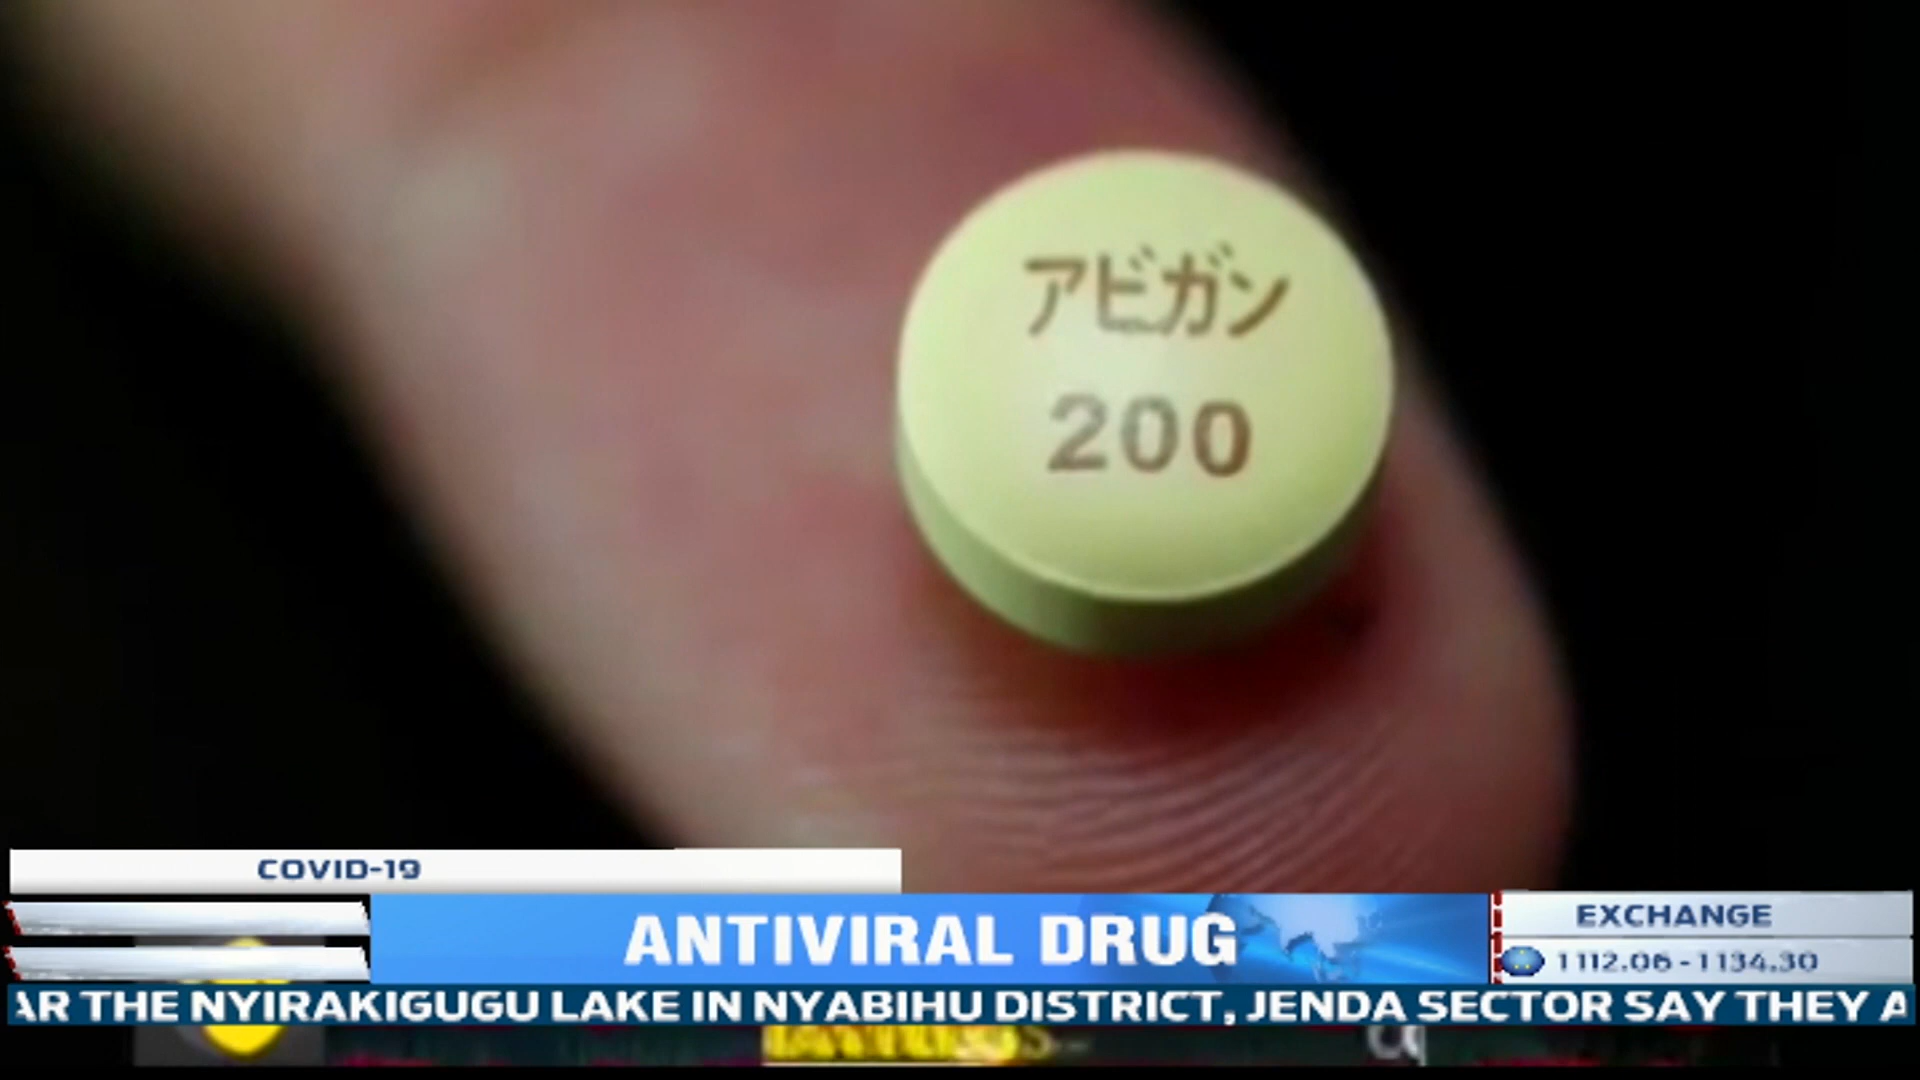 アビガン
200
COVID-19
ANTIVIRAL DRUG
EXCHANGE
1112.06 - 1134.30
AR THE NYIRAKIGUGU LAKE IN NYABIHU DISTRICT, JENDA SECTOR SAY THEY A